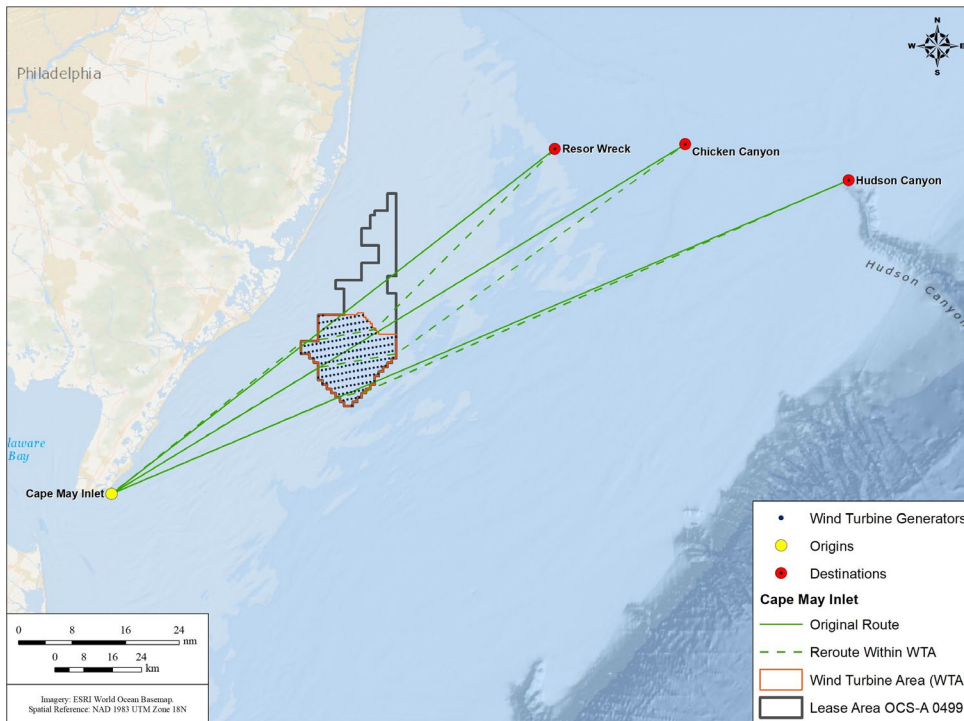 N
W E
S
Philadelphia
Resor Wreck
Chicken Canyon
Hudson Canyon
Hudson Canyon
laware
Bay
Cape May Inlet
Wind Turbine Generators
Origins
Destinations
Cape May Inlet
Original Route
Reroute Within WTA
Wind Turbine Area (WTA
Lease Area OCS-A 0499
0 8 16 24
nm
0 8 16 24
km
Imagery: ESRI World Ocean Basemap.
Spatial Reference: NAD 1983 UTM Zone 18N